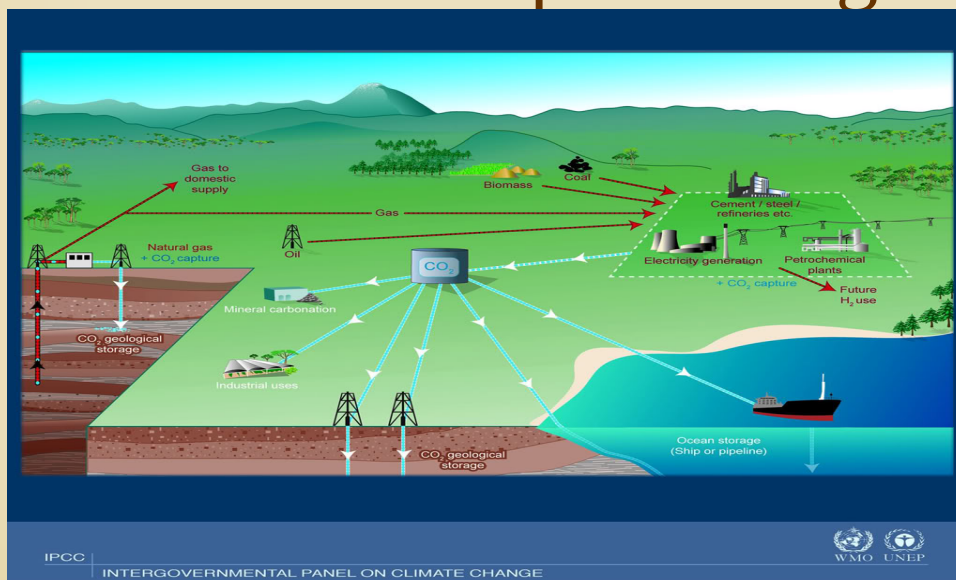 Gas to
domestic
supply
Coal
Biomass
Cement / steel /
refineries etc.
Gas
Oil
Natural gas
+ CO₂ capture
Electricity generation
Petrochemical
plants
+ CO₂ capture
CO₂
Future
H₂ use
Mineral carbonation
CO₂ geological
storage
Industrial uses
Ocean storage
(Ship or pipeline)
CO₂ geological
storage
IPCC
INTERGOVERNMENTAL PANEL ON CLIMATE CHANGE
WMO UNEP